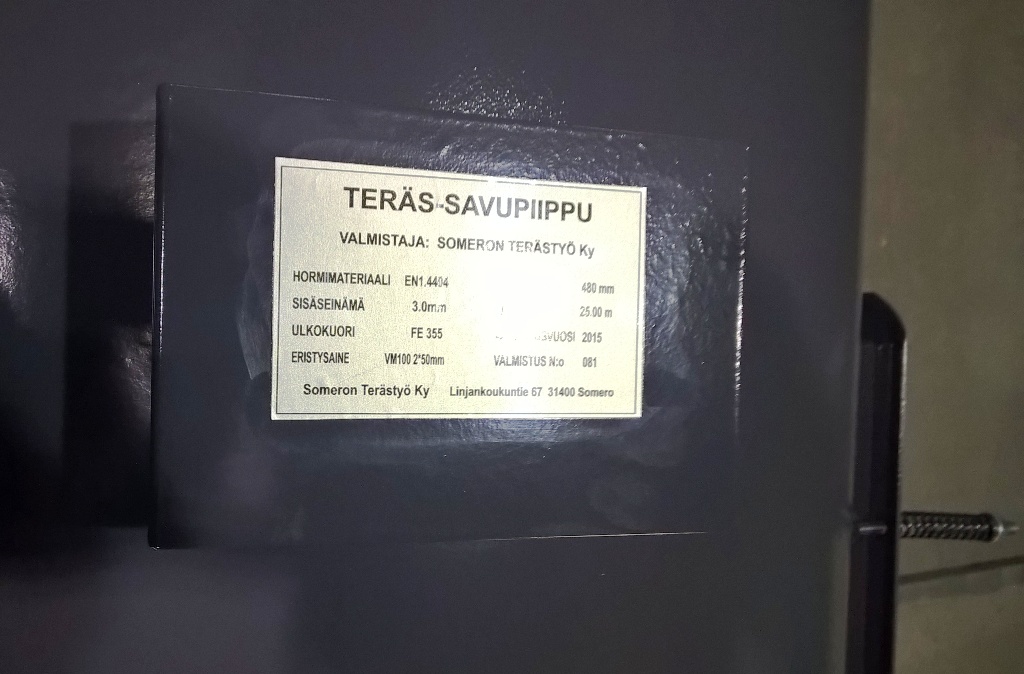 TERÄS-SAVUPIIPPU
VALMISTAJA: SOMERON TERÄSTYÖ Ky
HORMIMATERIAALI EN1.4404 480 mm
SISÄSEINÄMÄ 3.0mm 25.00 m
ULKOKUORI FE 355 2015
ERISTYSAINE VM100 2*50mm VALMISTUS N:o 081
Someron Terästyö Ky Linjankoukuntie 67 31400 Somero